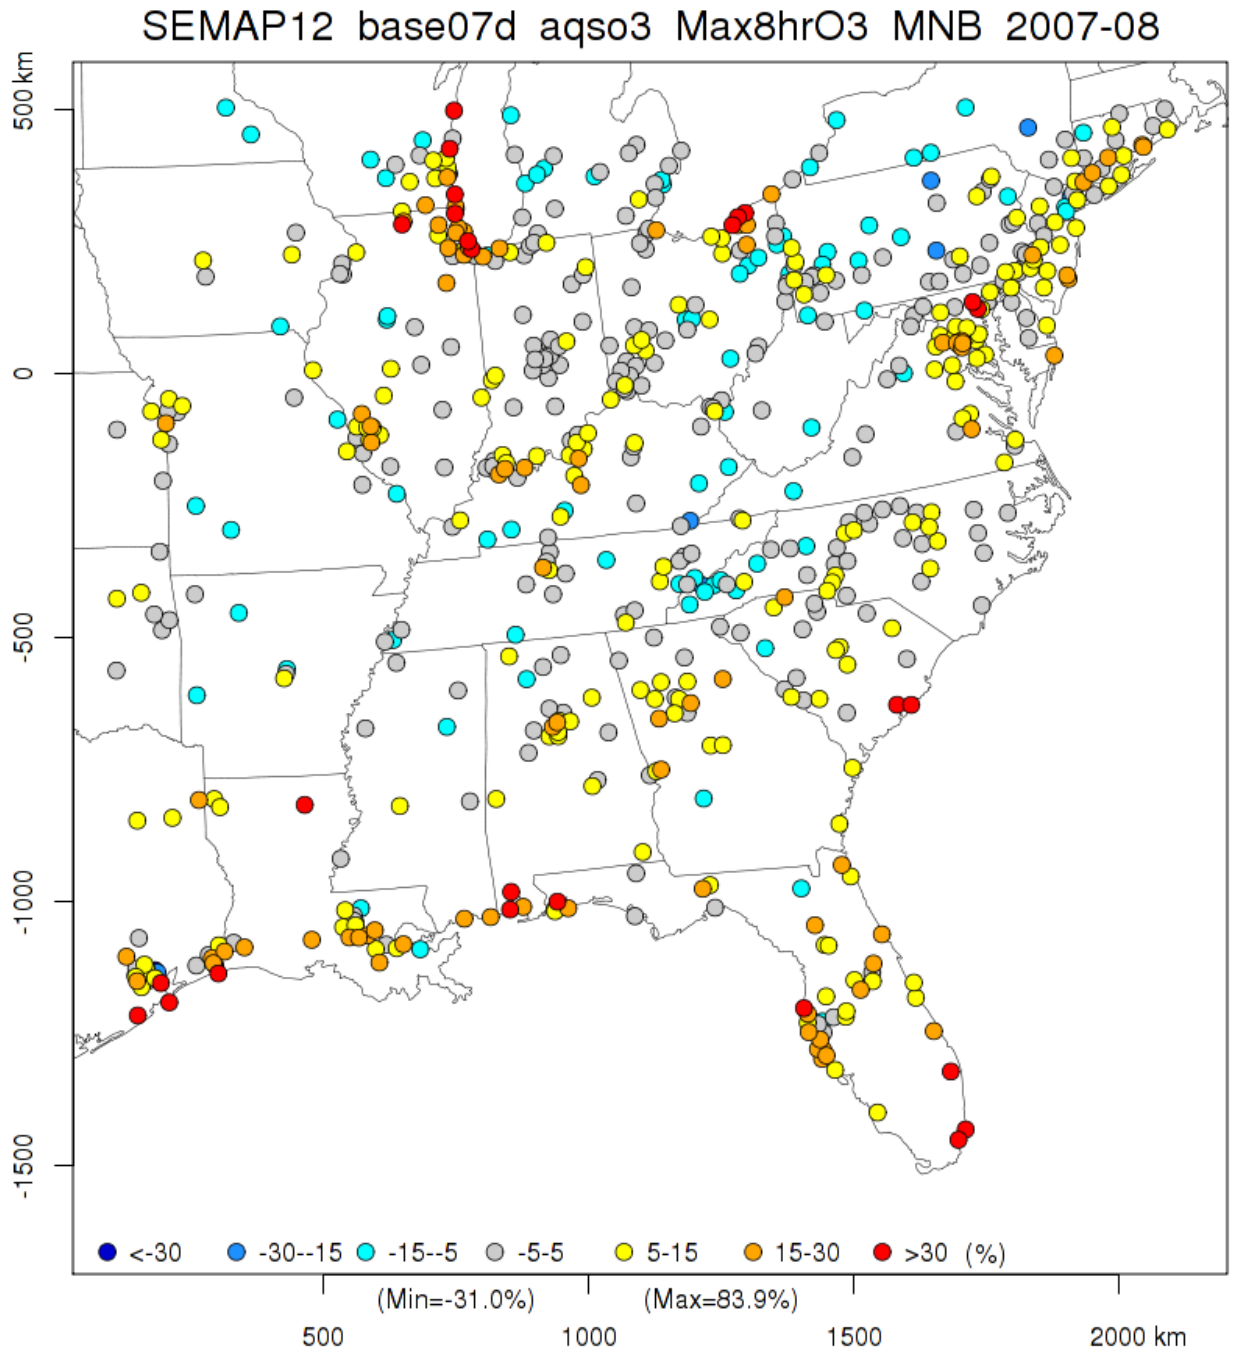 SEMAP12 base07d aqso3 Max8hrO3 MNB 2007-08
500 km
0
-500
-1000
-1500
<-30 -30--15 -15--5 -5-5 5-15 15-30 >30 (%)
(Min=-31.0%) (Max=83.9%)
500 1000 1500 2000 km